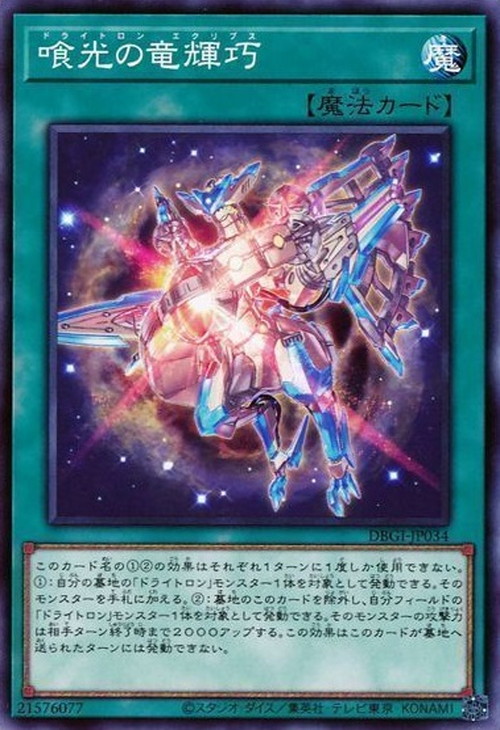 ドライトロン エクリプス
喰光の竜輝巧
魔
【魔法カード】
DBGI-JP034
このカード名の①②の効果はそれぞれ1ターンに1度しか使用できない。
①:自分の墓地の「ドライトロン」モンスター1体を対象として発動できる。その
モンスターを手札に加える。②:墓地のこのカードを除外し、自分フィールドの
「ドライトロン」モンスター1体を対象として発動できる。そのモンスターの攻撃力
は相手ターン終了時まで2000アップする。この効果はこのカードが墓地へ
送られたターンには発動できない。
21576077
©スタジオ・ダイス/集英社・テレビ東京・KONAMI